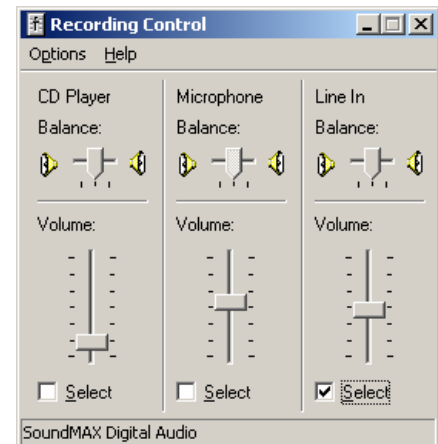 Recording Control
Options Help
CD Player Microphone Line In
Balance: Balance: Balance:
Volume: Volume: Volume:
Select Select Select
SoundMAX Digital Audio